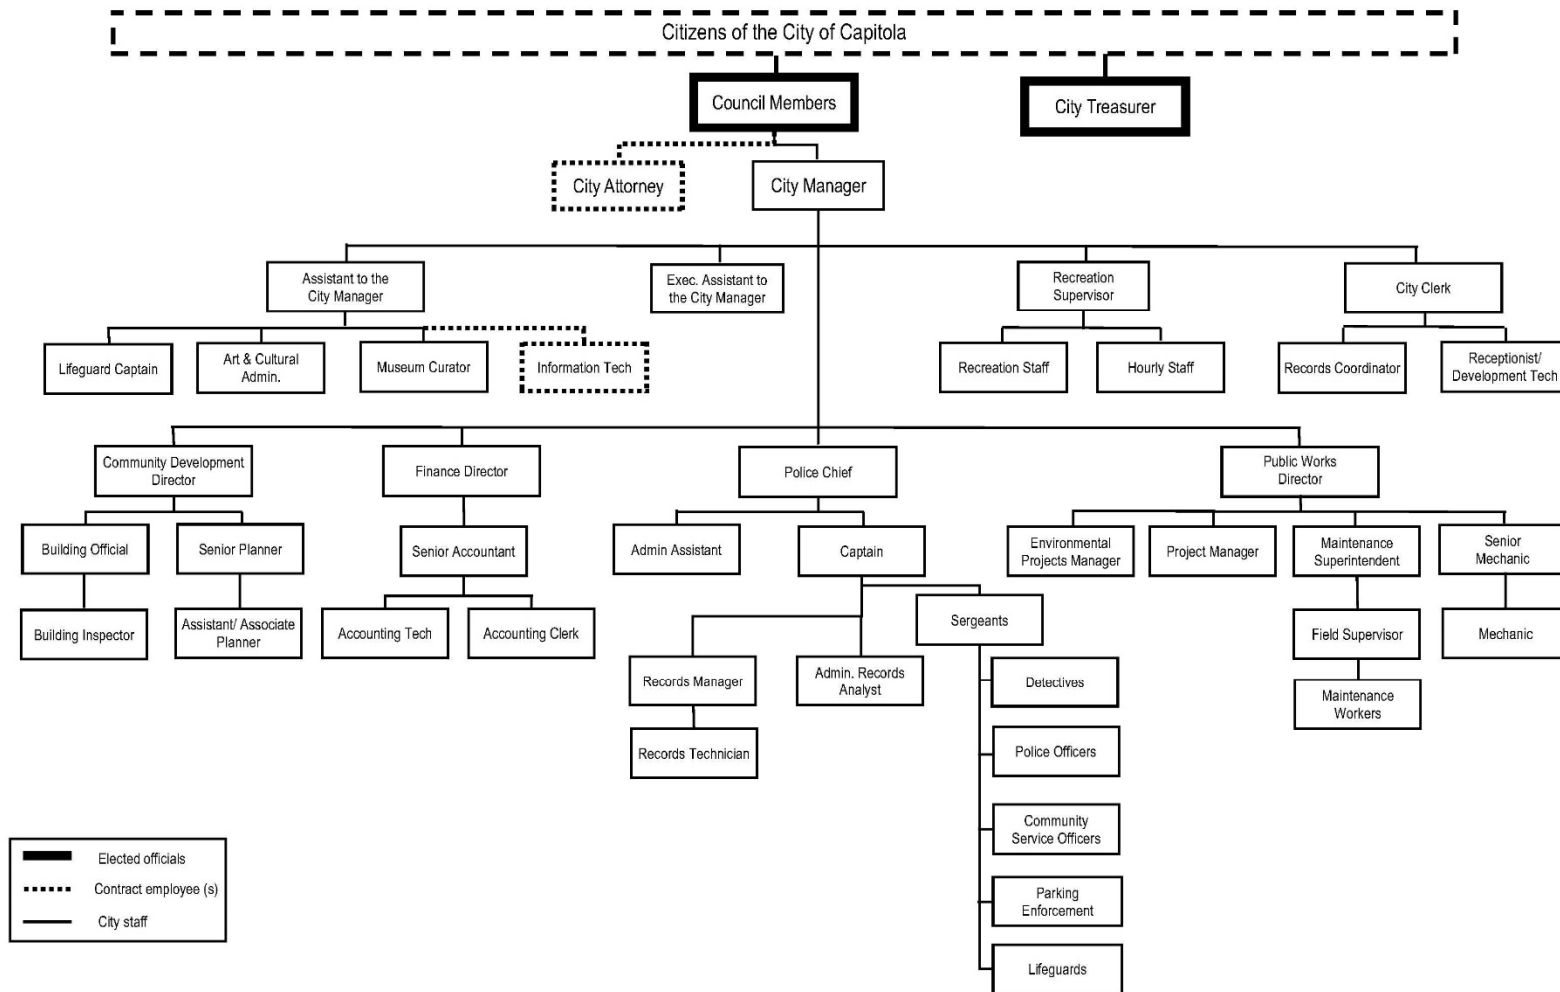 Citizens of the City of Capitola
Council Members
City Treasurer
City Attorney
City Manager
Assistant to the
City Manager
Exec. Assistant to
the City Manager
Recreation
Supervisor
City Clerk
Lifeguard Captain
Art & Cultural
Admin.
Museum Curator
Information Tech
Recreation Staff
Hourly Staff
Records Coordinator
Receptionist/
Development Tech
Community Development
Director
Finance Director
Police Chief
Public Works
Director
Building Official
Senior Planner
Senior Accountant
Admin Assistant
Captain
Environmental
Projects Manager
Project Manager
Maintenance
Superintendent
Senior
Mechanic
Building Inspector
Assistant/ Associate
Planner
Accounting Tech
Accounting Clerk
Sergeants
Field Supervisor
Mechanic
Records Manager
Admin. Records
Analyst
Detectives
Maintenance
Workers
Records Technician
Police Officers
Community
Service Officers
Parking
Enforcement
Lifeguards
Elected officials
Contract employee (s)
City staff